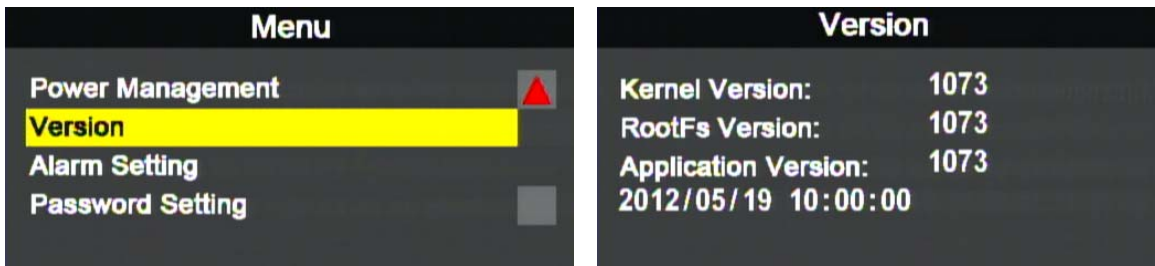 Menu
Power Management
Version
Alarm Setting
Password Setting
Version
Kernel Version: 1073
RootFs Version: 1073
Application Version: 1073
2012/05/19 10:00:00